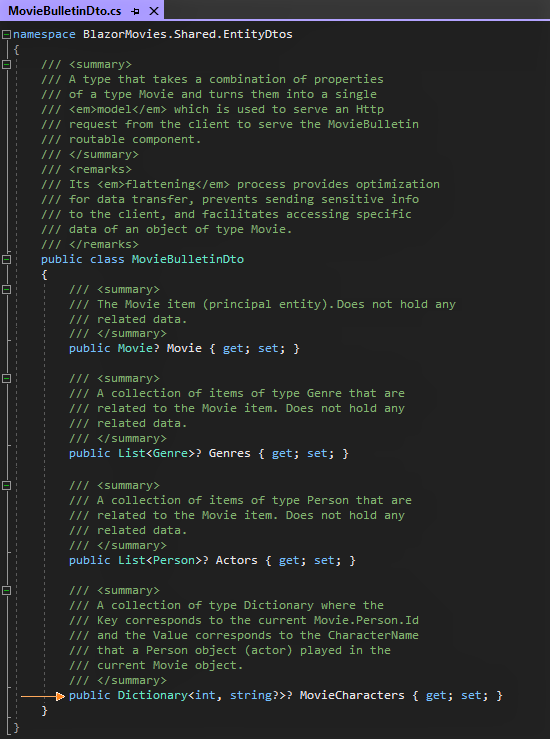 MovieBulletinDto.cs
namespace BlazorMovies.Shared.EntityDtos
{
/// <summary>
/// A type that takes a combination of properties
/// of a type Movie and turns them into a single
/// <em>model</em> which is used to serve an Http
/// request from the client to serve the MovieBulletin
/// routable component.
/// </summary>
/// <remarks>
/// Its <em>flattening</em> process provides optimization
/// for data transfer, prevents sending sensitive info
/// to the client, and facilitates accessing specific
/// data of an object of type Movie.
/// </remarks>
public class MovieBulletinDto
{
/// <summary>
/// The Movie item (principal entity).Does not hold any
/// related data.
/// </summary>
public Movie? Movie { get; set; }
/// <summary>
/// A collection of items of type Genre that are
/// related to the Movie item. Does not hold any
/// related data.
/// </summary>
public List<Genre>? Genres { get; set; }
/// <summary>
/// A collection of items of type Person that are
/// related to the Movie item. Does not hold any
/// related data.
/// </summary>
public List<Person>? Actors { get; set; }
/// <summary>
/// A collection of type Dictionary where the
/// Key corresponds to the current Movie.Person.Id
/// and the Value corresponds to the CharacterName
/// that a Person object (actor) played in the
/// current Movie object.
/// </summary>
public Dictionary<int, string?>? MovieCharacters { get; set; }
}
}